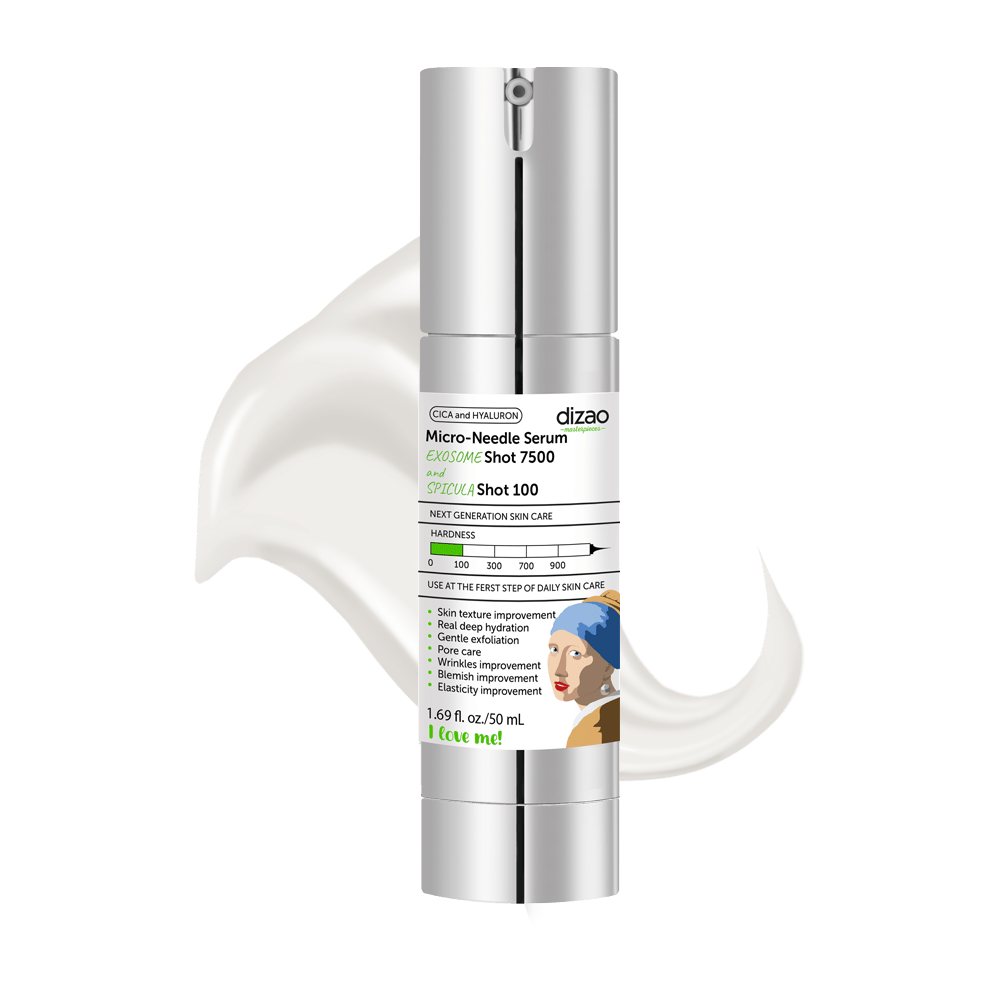 CICA and HYALURON
dizao
masterpieces
Micro-Needle Serum
EXOSOME Shot 7500
and
SPICULA Shot 100
NEXT GENERATION SKIN CARE
HARDNESS
0 100 300 700 900
USE AT THE FERST STEP OF DAILY SKIN CARE
• Skin texture improvement
• Real deep hydration
• Gentle exfoliation
• Pore care
• Wrinkles improvement
• Blemish improvement
• Elasticity improvement
1.69 fl. oz./50 mL
I love me!